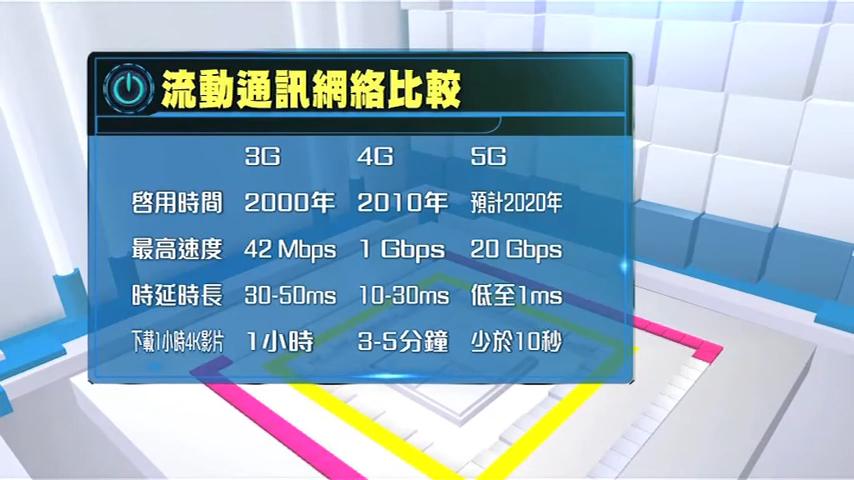 流動通訊網絡比較
3G 4G 5G
啓用時間 2000年 2010年 預計2020年
最高速度 42 Mbps 1 Gbps 20 Gbps
時延時長 30-50ms 10-30ms 低至1ms
下載1小時4K影片 1小時 3-5分鐘 少於10秒